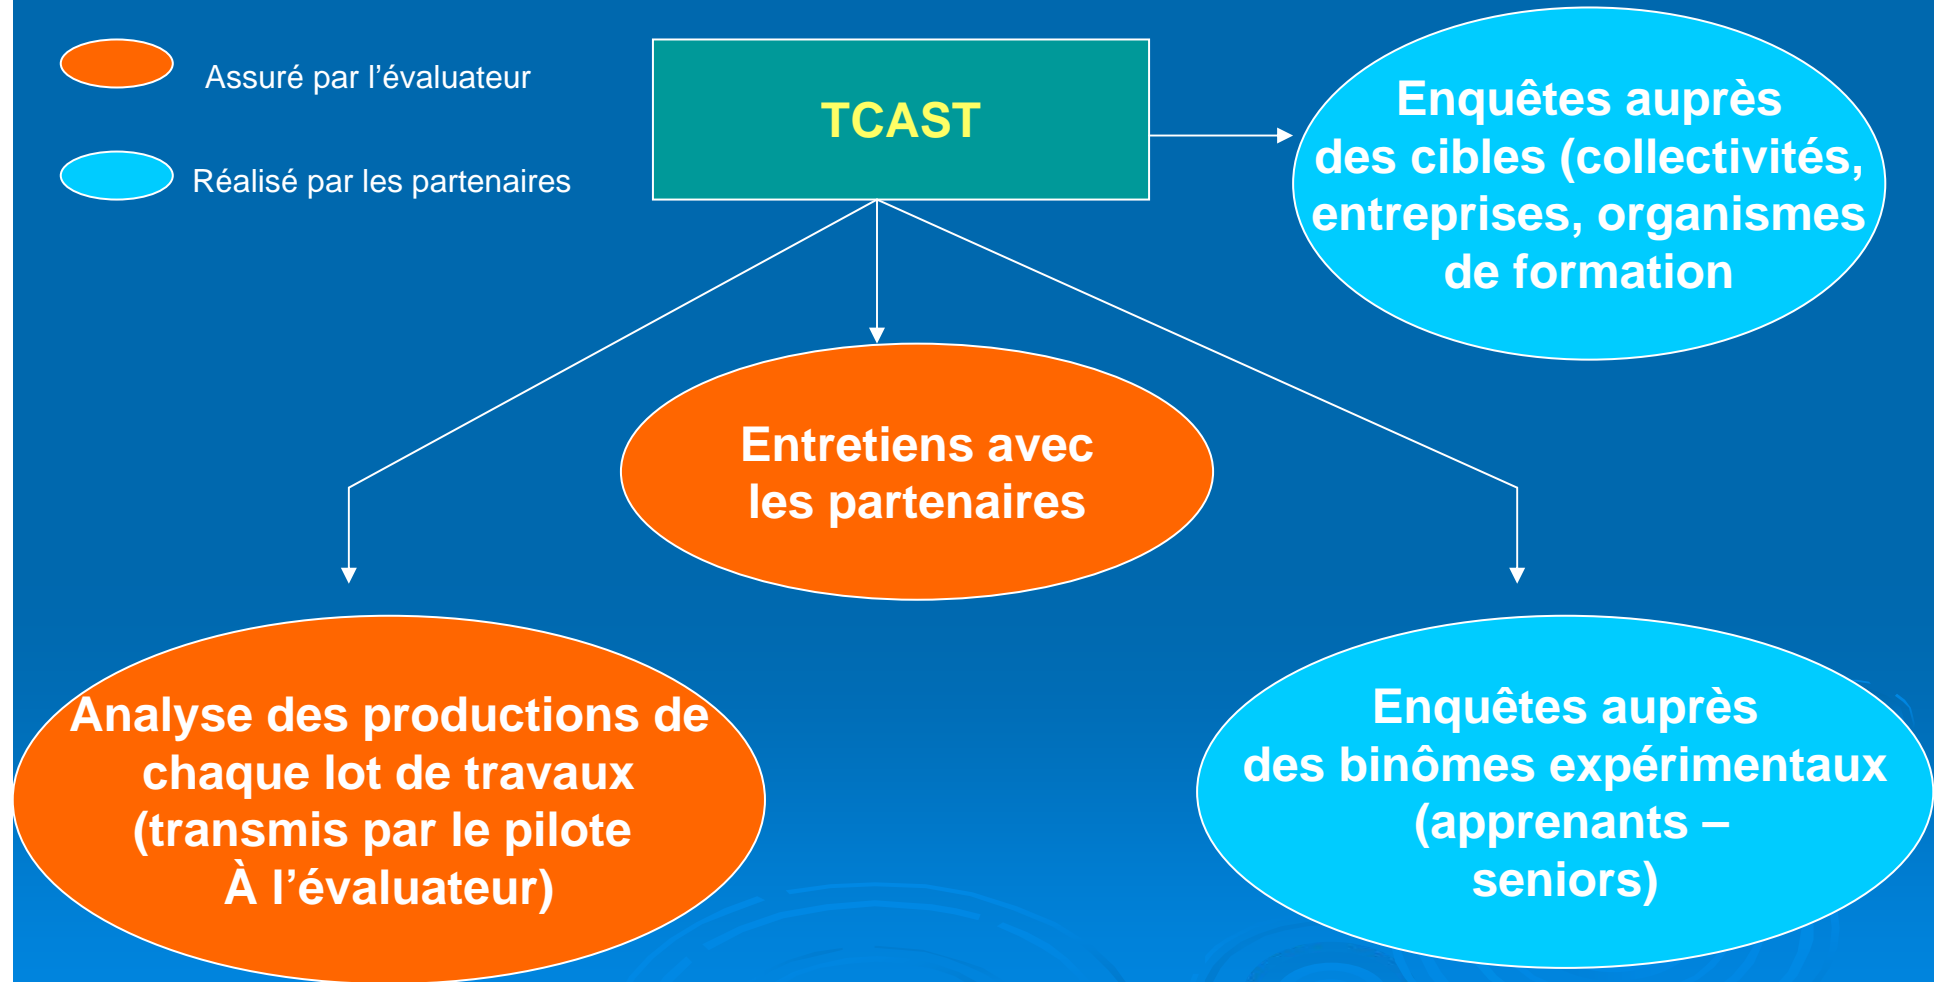 Assuré par l’évaluateur
Réalisé par les partenaires
TCAST
Enquêtes auprès
des cibles (collectivités,
entreprises, organismes
de formation
Entretiens avec
les partenaires
Analyse des productions de
chaque lot de travaux
(transmis par le pilote
À l’évaluateur)
Enquêtes auprès
des binômes expérimentaux
(apprenants –
seniors)